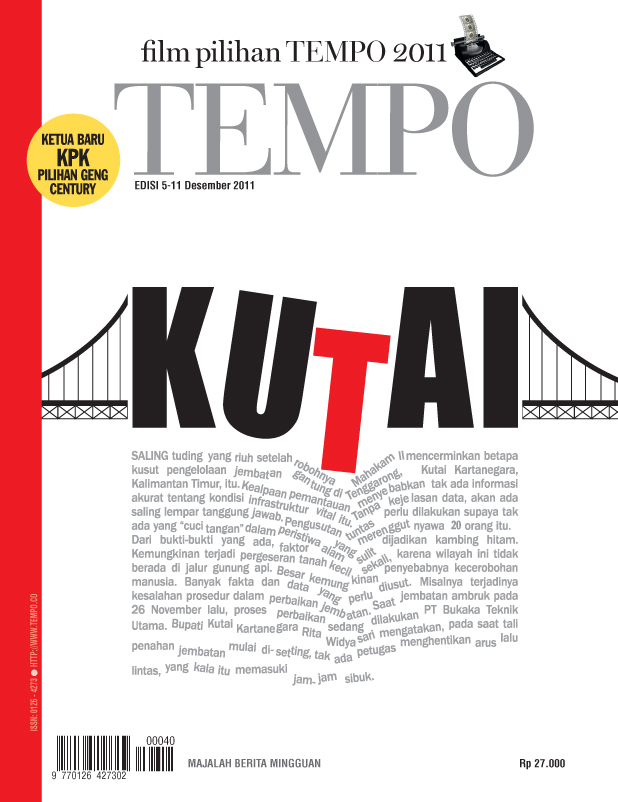 film pilihan TEMPO 2011
TEMPO
KETUA BARU
KPK
PILIHAN GENG
CENTURY
EDISI 5-11 Desember 2011
KUTAI
SALING tuding yang riuh setelah robohnya Mahakam II mencerminkan betapa
kusut pengelolaan jembatan gantung di Tenggarong, Kutai Kartanegara,
Kalimantan Timur, itu. Kealpaan pemantauan menyebabkan tak ada informasi
akurat tentang kondisi infrastruktur vital itu. Tanpa kejelasan data, akan ada
saling lempar tanggung jawab. Pengusutan tuntas perlu dilakukan supaya tak
ada yang "cuci tangan" dalam peristiwa yang merenggut nyawa 20 orang itu.
Dari bukti-bukti yang ada, faktor alam sulit dijadikan kambing hitam.
Kemungkinan terjadi pergeseran tanah kecil sekali, karena wilayah ini tidak
berada di jalur gunung api. Besar kemungkinan penyebabnya kecerobohan
manusia. Banyak fakta dan data yang perlu diusut. Misalnya terjadinya
kesalahan prosedur dalam perbaikan jembatan. Saat jembatan ambruk pada
26 November lalu, proses perbaikan sedang dilakukan PT Bukaka Teknik
Utama. Bupati Kutai Kartanegara Rita Widyasari mengatakan, pada saat tali
penahan jembatan mulai di-setting, tak ada petugas menghentikan arus lalu
lintas, yang kala itu memasuki jam-jam sibuk.
ISSN: 0126 - 4273 ● HTTP://WWW.TEMPO.CO
00040
9 770126 427302
MAJALAH BERITA MINGGUAN
Rp 27.000